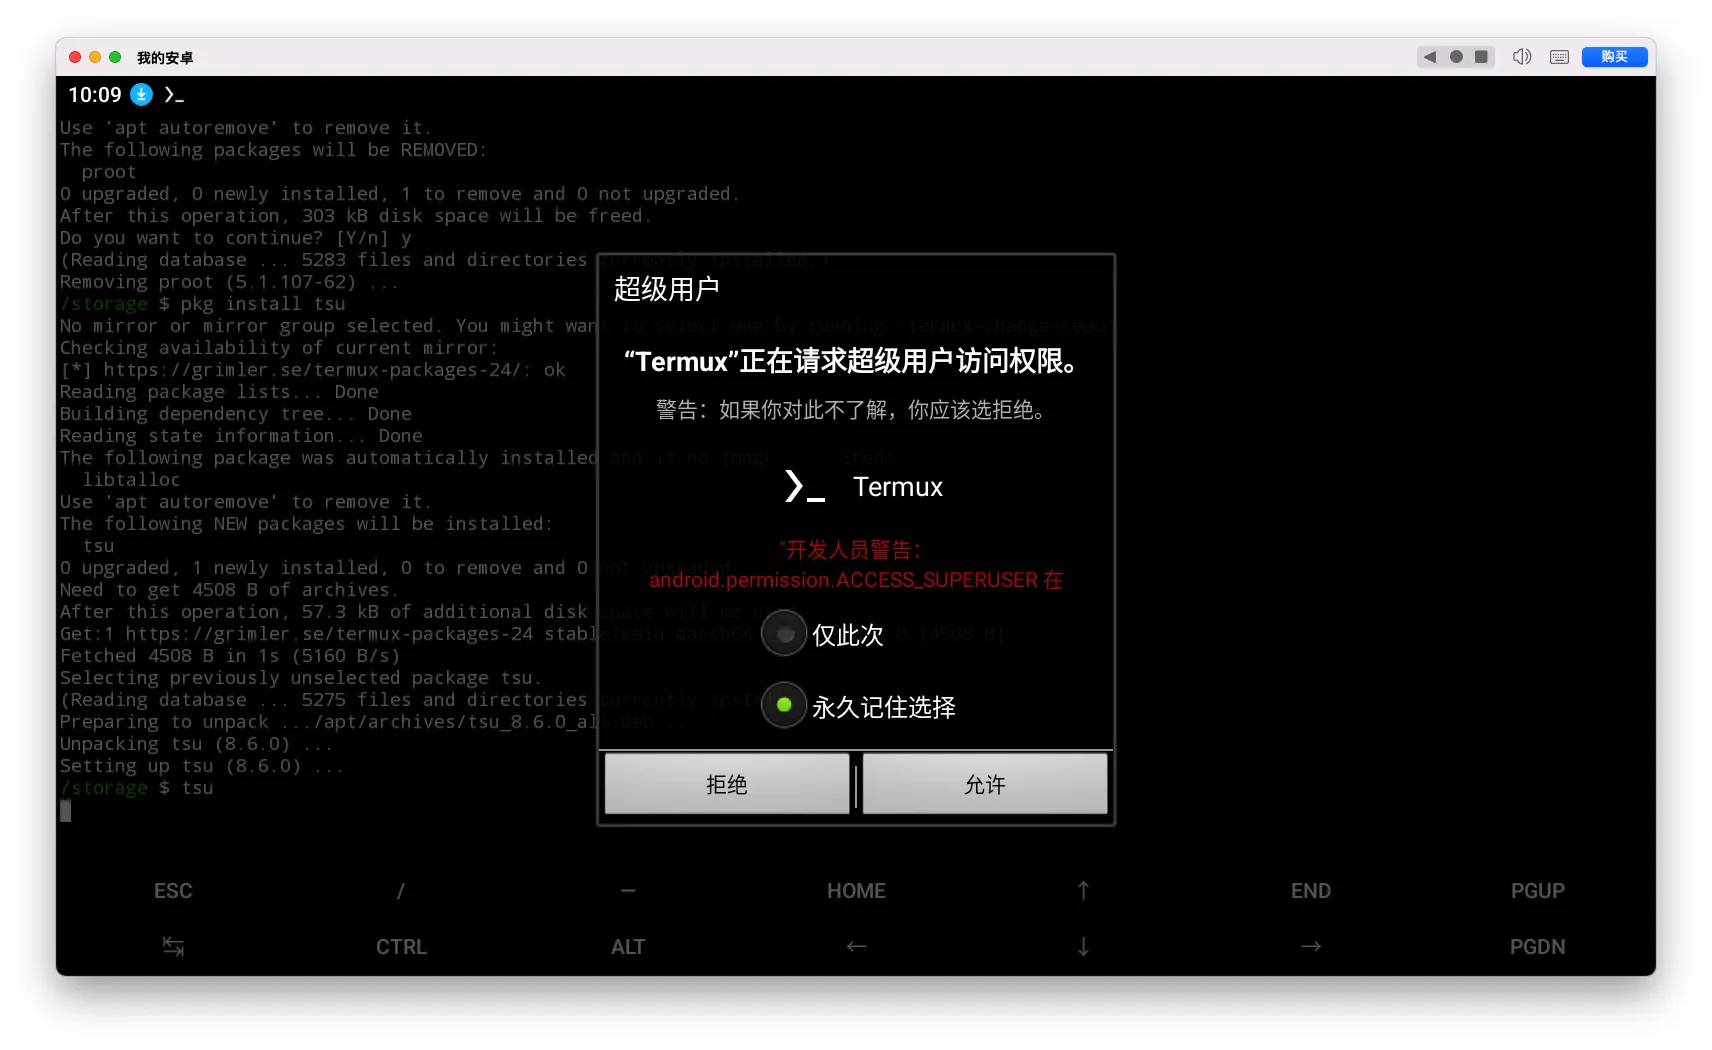 我的安卓
购买
10:09
Use 'apt autoremove' to remove it.
The following packages will be REMOVED:
proot
0 upgraded, 0 newly installed, 1 to remove and 0 not upgraded.
After this operation, 303 kB disk space will be freed.
Do you want to continue? [Y/n] y
(Reading database ... 5283 files and directories currently installed.)
Removing proot (5.1.107-62) ...
/storage $ pkg install tsu
No mirror or mirror group selected. You might want to select one by running 'termux-change-repo'
Checking availability of current mirror:
[*] https://grimler.se/termux-packages-24/: ok
Reading package lists... Done
Building dependency tree... Done
Reading state information... Done
The following package was automatically installed and is no
libtalloc
Use 'apt autoremove' to remove it.
The following NEW packages will be installed:
tsu
0 upgraded, 1 newly installed, 0 to remove and 0 not upgraded.
Need to get 4508 B of archives.
After this operation, 57.3 kB of additional disk space will be
Get:1 https://grimler.se/termux-packages-24 stable/main aarch64 [4508 B]
Fetched 4508 B in 1s (5160 B/s)
Selecting previously unselected package tsu.
(Reading database ... 5275 files and directories currently
Preparing to unpack .../apt/archives/tsu_8.6.0_all.deb ...
Unpacking tsu (8.6.0) ...
Setting up tsu (8.6.0) ...
/storage $ tsu
超级用户
“Termux”正在请求超级用户访问权限。
警告：如果你对此不了解，你应该选拒绝。
Termux
"开发人员警告：
android.permission.ACCESS_SUPERUSER 在
仅此次
永久记住选择
拒绝
允许
ESC / — HOME ↑ END PGUP
↹ CTRL ALT ← ↓ → PGDN